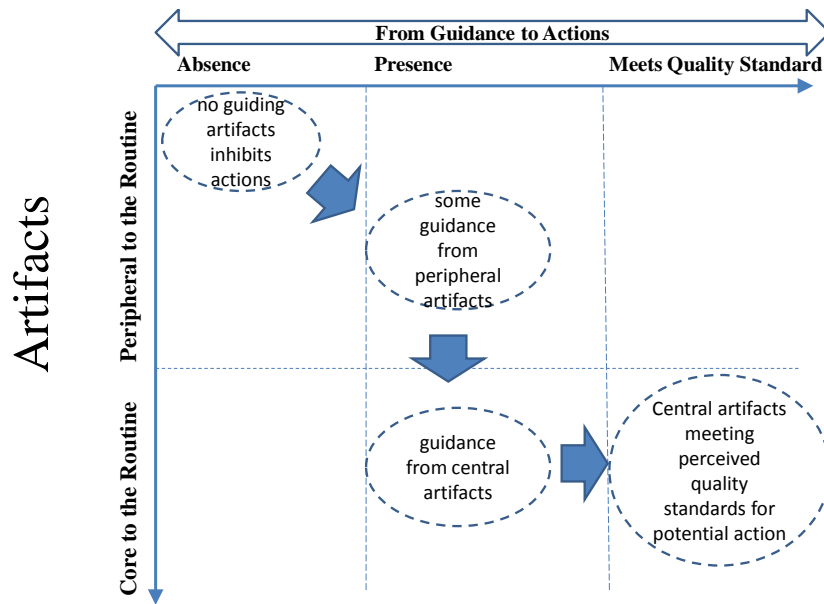 From Guidance to Actions
Absence
Presence
Meets Quality Standard
Artifacts
Peripheral to the Routine
Core to the Routine
no guiding
artifacts
inhibits
actions
some
guidance
from
peripheral
artifacts
guidance
from central
artifacts
Central artifacts
meeting
perceived
quality
standards for
potential action